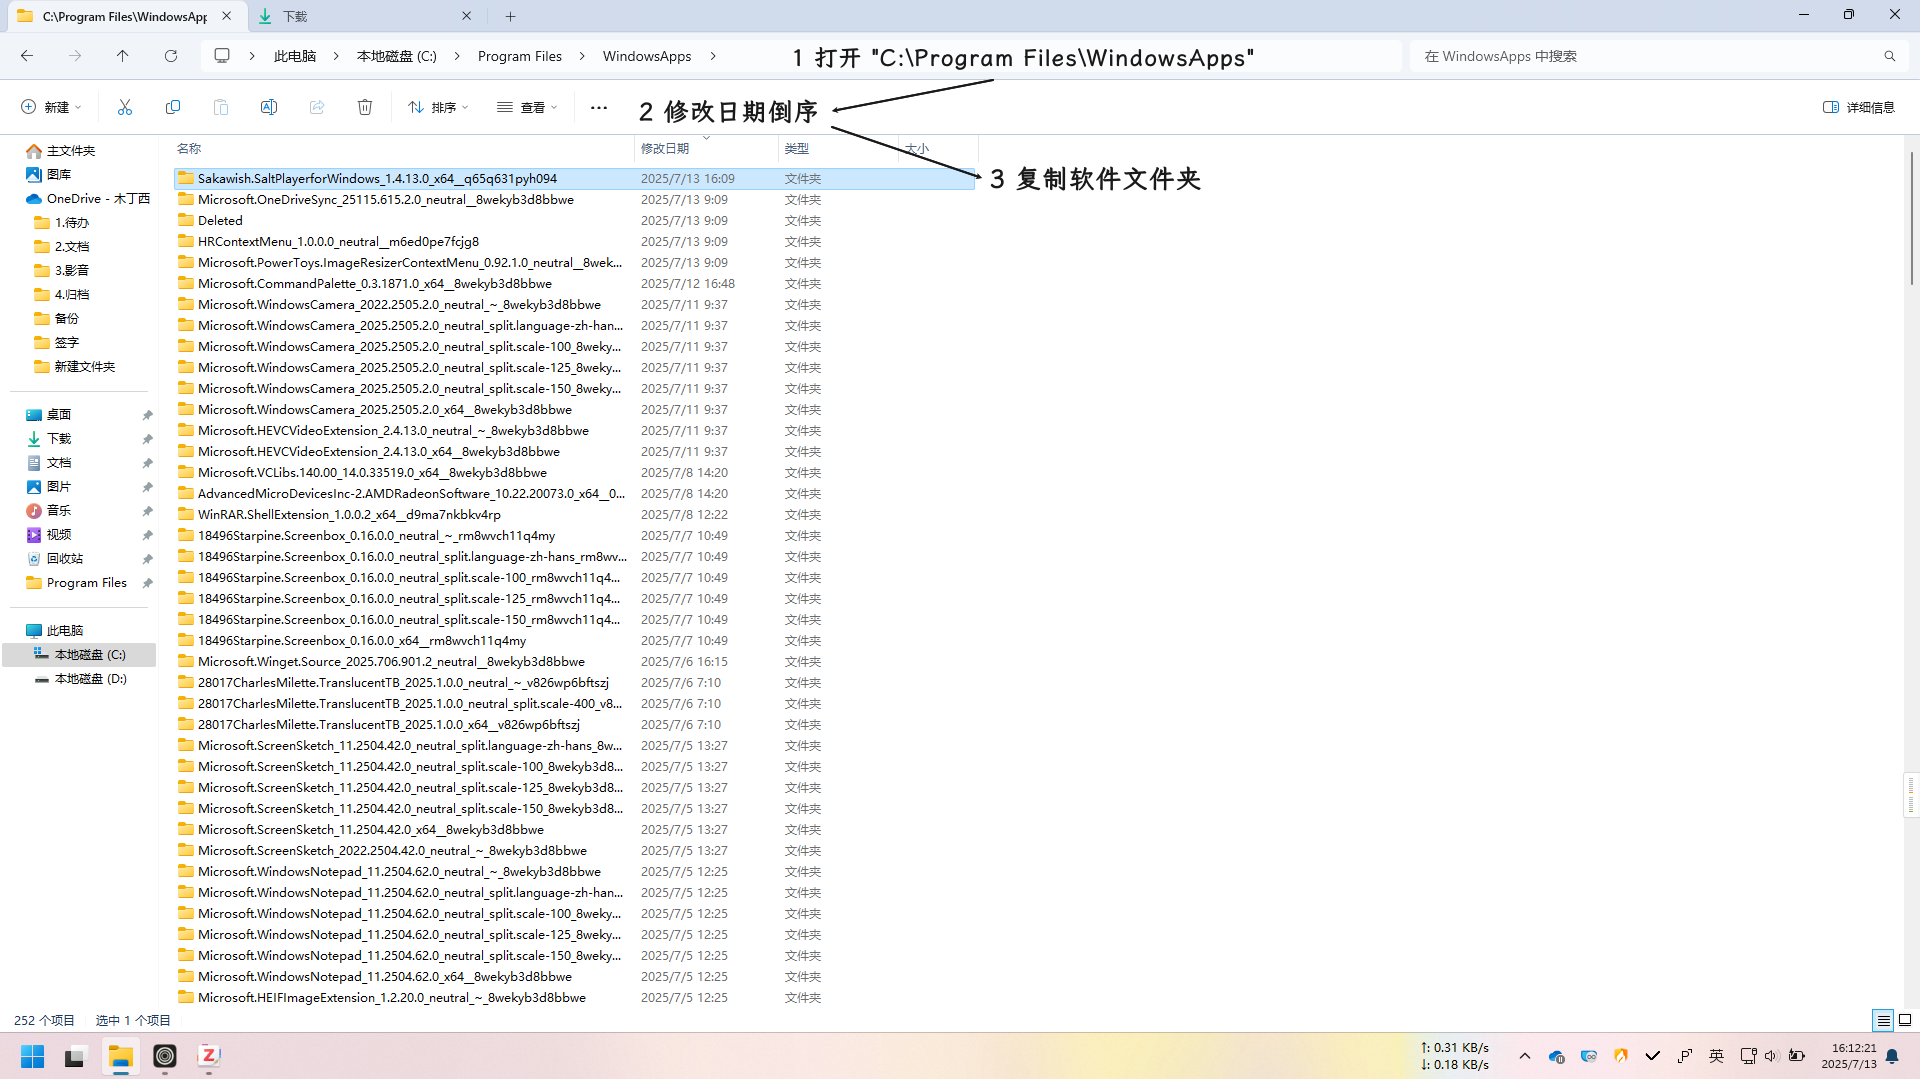 C:\Program Files\WindowsApp
下载
此电脑 本地磁盘 (C:) Program Files WindowsApps
1 打开 "C:\Program Files\WindowsApps"
在 WindowsApps 中搜索
新建 排序 查看
2 修改日期倒序
详细信息
名称 修改日期 类型 大小
3 复制软件文件夹
主文件夹
图库
OneDrive - 木丁西
1.待办
2.文档
3.影音
4.归档
备份
签字
新建文件夹
桌面
下载
文档
图片
音乐
视频
回收站
Program Files
此电脑
本地磁盘 (C:)
本地磁盘 (D:)
Sakawish.SaltPlayerforWindows_1.4.13.0_x64__q65q631pyh094 2025/7/13 16:09 文件夹
Microsoft.OneDriveSync_25115.615.2.0_neutral__8wekyb3d8bbwe 2025/7/13 9:09 文件夹
Deleted 2025/7/13 9:09 文件夹
HRContextMenu_1.0.0.0_neutral__m6ed0pe7fcjg8 2025/7/13 9:09 文件夹
Microsoft.PowerToys.ImageResizerContextMenu_0.92.1.0_neutral__8wek... 2025/7/13 9:09 文件夹
Microsoft.CommandPalette_0.3.1871.0_x64__8wekyb3d8bbwe 2025/7/12 16:48 文件夹
Microsoft.WindowsCamera_2022.2505.2.0_neutral_~_8wekyb3d8bbwe 2025/7/11 9:37 文件夹
Microsoft.WindowsCamera_2025.2505.2.0_neutral_split.language-zh-han... 2025/7/11 9:37 文件夹
Microsoft.WindowsCamera_2025.2505.2.0_neutral_split.scale-100_8weky... 2025/7/11 9:37 文件夹
Microsoft.WindowsCamera_2025.2505.2.0_neutral_split.scale-125_8weky... 2025/7/11 9:37 文件夹
Microsoft.WindowsCamera_2025.2505.2.0_neutral_split.scale-150_8weky... 2025/7/11 9:37 文件夹
Microsoft.WindowsCamera_2025.2505.2.0_x64__8wekyb3d8bbwe 2025/7/11 9:37 文件夹
Microsoft.HEVCVideoExtension_2.4.13.0_neutral_~_8wekyb3d8bbwe 2025/7/11 9:37 文件夹
Microsoft.HEVCVideoExtension_2.4.13.0_x64__8wekyb3d8bbwe 2025/7/11 9:37 文件夹
Microsoft.VCLibs.140.00_14.0.33519.0_x64__8wekyb3d8bbwe 2025/7/8 14:20 文件夹
AdvancedMicroDevicesInc-2.AMDRadeonSoftware_10.22.20073.0_x64__0... 2025/7/8 14:20 文件夹
WinRAR.ShellExtension_1.0.0.2_x64__d9ma7nkbkv4rp 2025/7/8 12:22 文件夹
18496Starpine.Screenbox_0.16.0.0_neutral_~_rm8wvch11q4my 2025/7/7 10:49 文件夹
18496Starpine.Screenbox_0.16.0.0_neutral_split.language-zh-hans_rm8wv... 2025/7/7 10:49 文件夹
18496Starpine.Screenbox_0.16.0.0_neutral_split.scale-100_rm8wvch11q4... 2025/7/7 10:49 文件夹
18496Starpine.Screenbox_0.16.0.0_neutral_split.scale-125_rm8wvch11q4... 2025/7/7 10:49 文件夹
18496Starpine.Screenbox_0.16.0.0_neutral_split.scale-150_rm8wvch11q4... 2025/7/7 10:49 文件夹
18496Starpine.Screenbox_0.16.0.0_x64__rm8wvch11q4my 2025/7/7 10:49 文件夹
Microsoft.Winget.Source_2025.706.901.2_neutral__8wekyb3d8bbwe 2025/7/6 16:15 文件夹
28017CharlesMilette.TranslucentTB_2025.1.0.0_neutral_~_v826wp6bftszj 2025/7/6 7:10 文件夹
28017CharlesMilette.TranslucentTB_2025.1.0.0_neutral_split.scale-400_v8... 2025/7/6 7:10 文件夹
28017CharlesMilette.TranslucentTB_2025.1.0.0_x64__v826wp6bftszj 2025/7/6 7:10 文件夹
Microsoft.ScreenSketch_11.2504.42.0_neutral_split.language-zh-hans_8w... 2025/7/5 13:27 文件夹
Microsoft.ScreenSketch_11.2504.42.0_neutral_split.scale-100_8wekyb3d8... 2025/7/5 13:27 文件夹
Microsoft.ScreenSketch_11.2504.42.0_neutral_split.scale-125_8wekyb3d8... 2025/7/5 13:27 文件夹
Microsoft.ScreenSketch_11.2504.42.0_neutral_split.scale-150_8wekyb3d8... 2025/7/5 13:27 文件夹
Microsoft.ScreenSketch_11.2504.42.0_x64__8wekyb3d8bbwe 2025/7/5 13:27 文件夹
Microsoft.ScreenSketch_2022.2504.42.0_neutral_~_8wekyb3d8bbwe 2025/7/5 13:27 文件夹
Microsoft.WindowsNotepad_11.2504.62.0_neutral_~_8wekyb3d8bbwe 2025/7/5 12:25 文件夹
Microsoft.WindowsNotepad_11.2504.62.0_neutral_split.language-zh-han... 2025/7/5 12:25 文件夹
Microsoft.WindowsNotepad_11.2504.62.0_neutral_split.scale-100_8weky... 2025/7/5 12:25 文件夹
Microsoft.WindowsNotepad_11.2504.62.0_neutral_split.scale-125_8weky... 2025/7/5 12:25 文件夹
Microsoft.WindowsNotepad_11.2504.62.0_neutral_split.scale-150_8weky... 2025/7/5 12:25 文件夹
Microsoft.WindowsNotepad_11.2504.62.0_x64__8wekyb3d8bbwe 2025/7/5 12:25 文件夹
Microsoft.HEIFImageExtension_1.2.20.0_neutral_~_8wekyb3d8bbwe 2025/7/5 12:25 文件夹
252 个项目 选中 1 个项目
↑: 0.31 KB/s
↓: 0.18 KB/s
英
16:12:21
2025/7/13